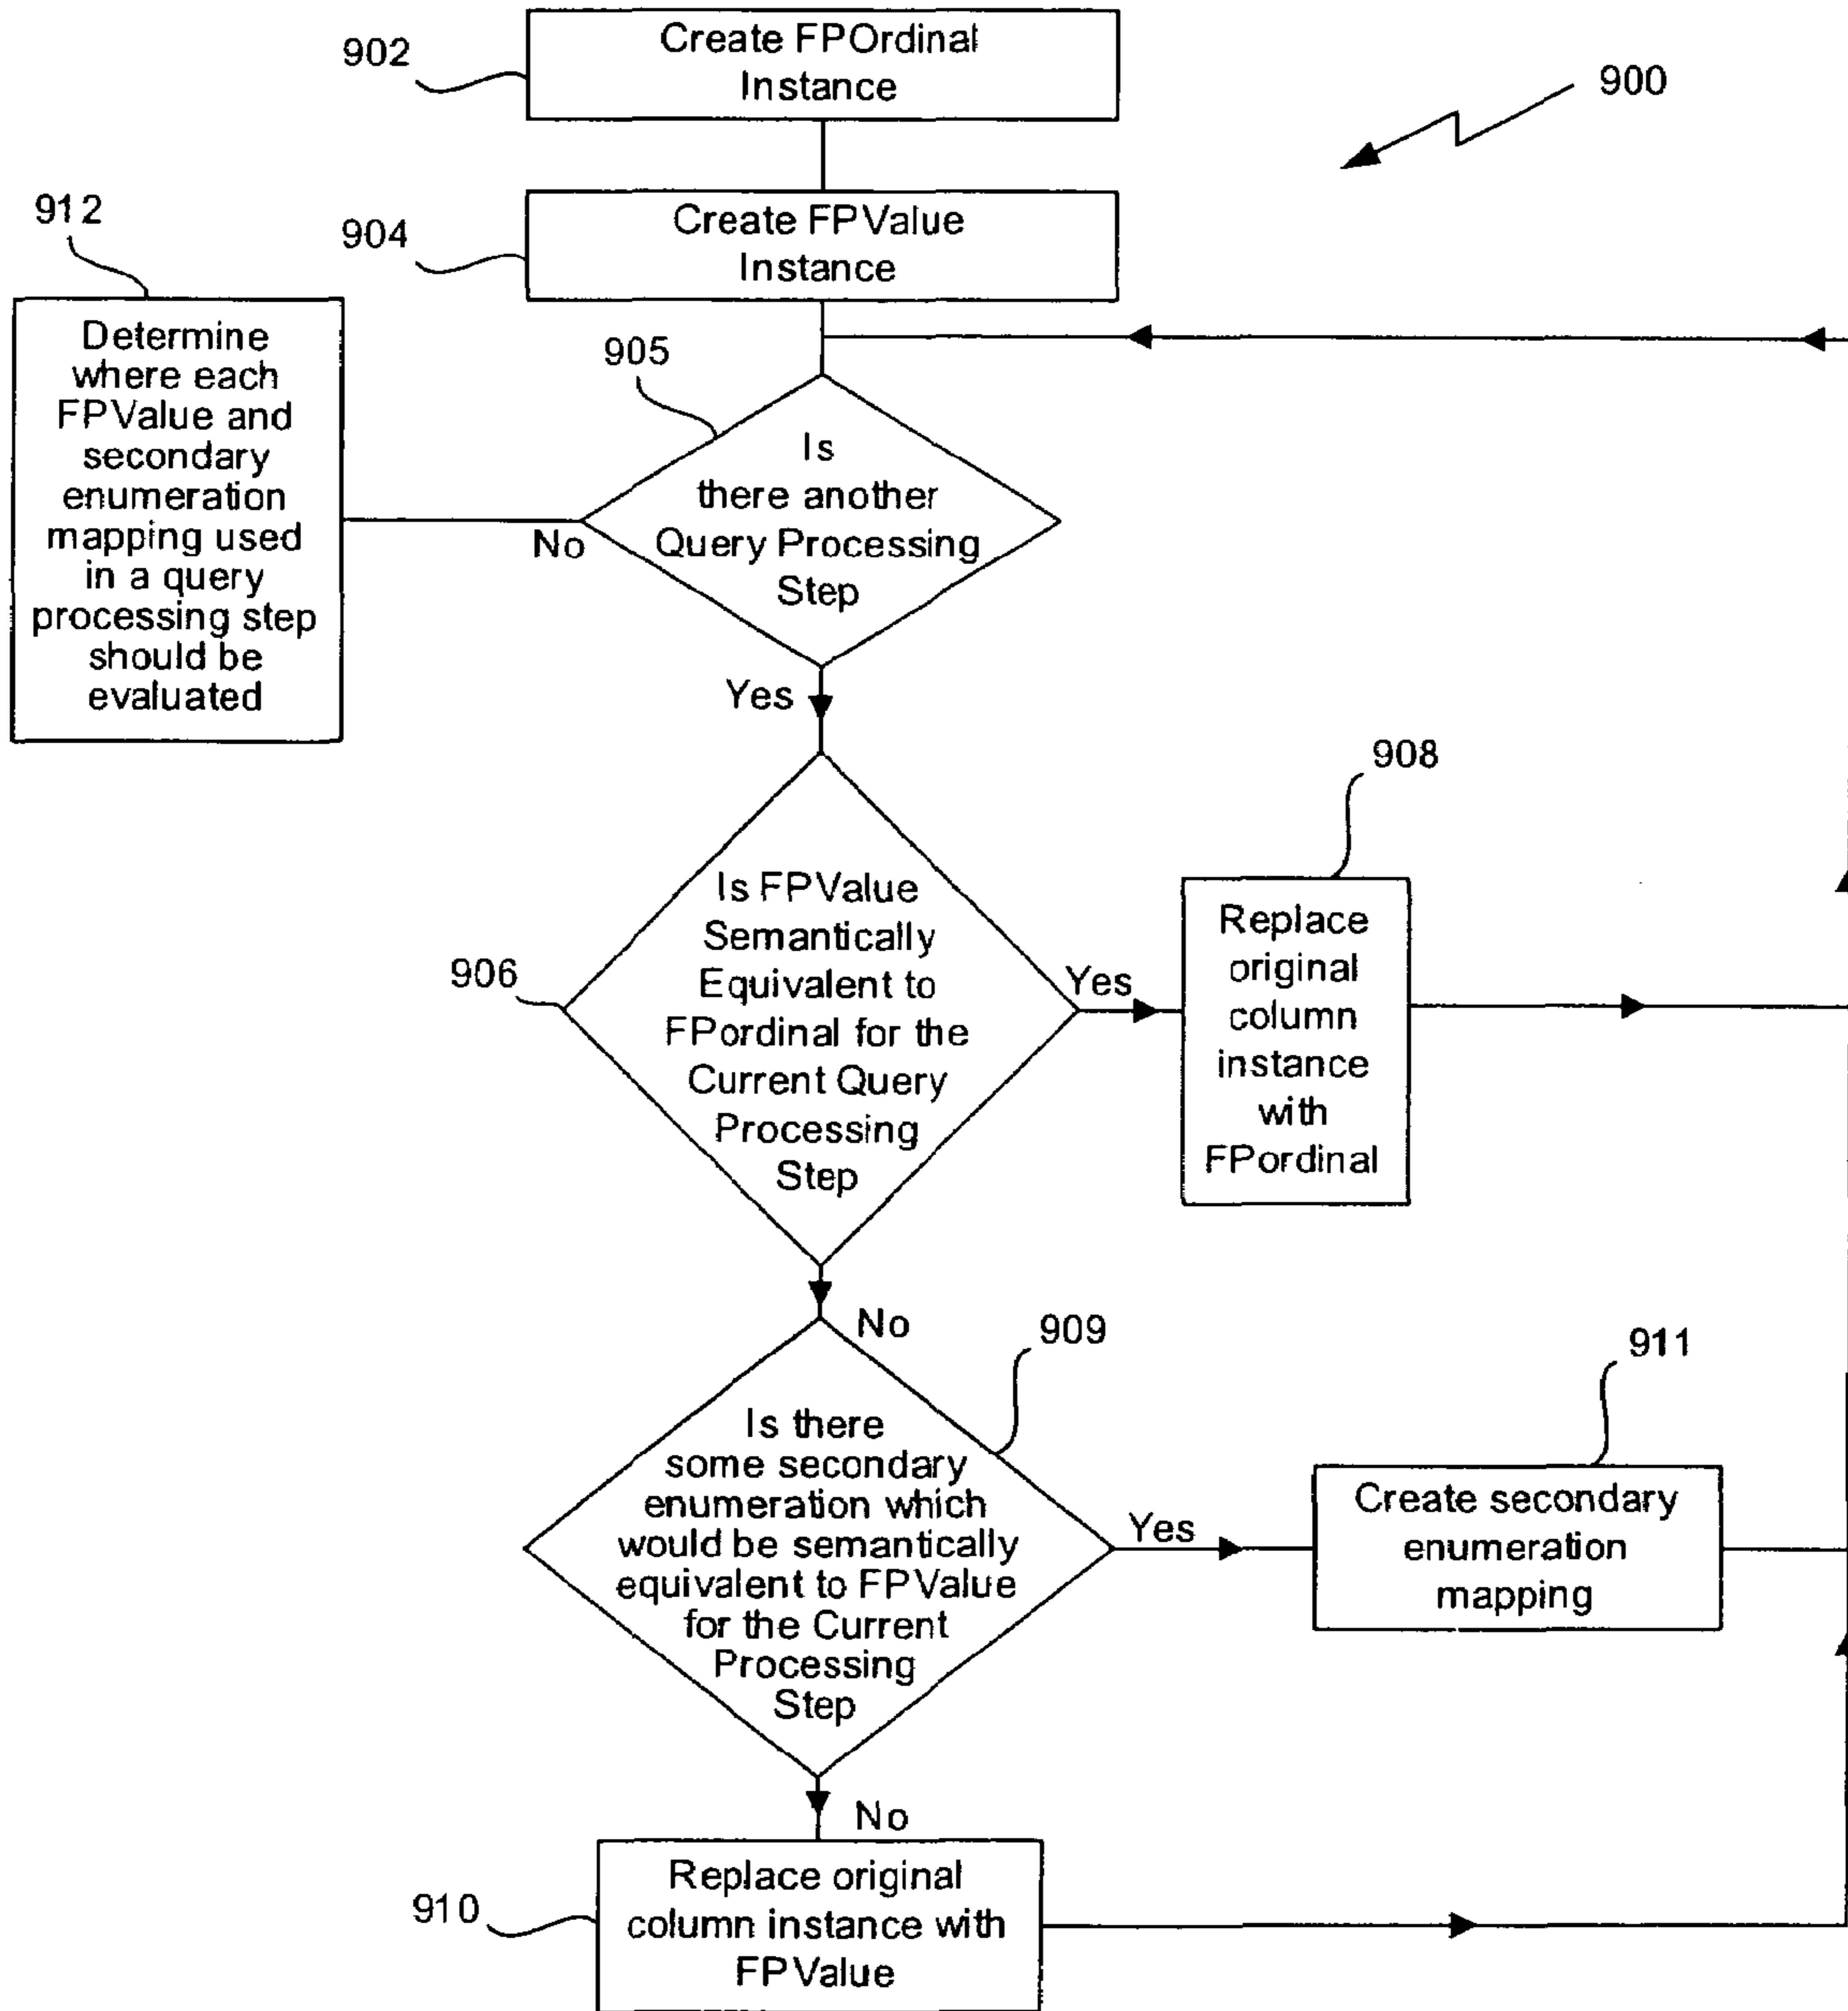 902
Create FPOrdinal
Instance
900
904
Create FPValue
Instance
912
Determine
where each
FPValue and
secondary
enumeration
mapping used
in a query
processing step
should be
evaluated
905
Is
there another
Query Processing
Step
No
Yes
906
Is FPValue
Semantically
Equivalent to
FPordinal for the
Current Query
Processing
Step
Yes
908
Replace
original
column
instance
with
FPordinal
No
909
Is there
some secondary
enumeration which
would be semantically
equivalent to FPValue
for the Current
Processing
Step
Yes
911
Create secondary
enumeration
mapping
No
910
Replace original
column instance with
FPValue